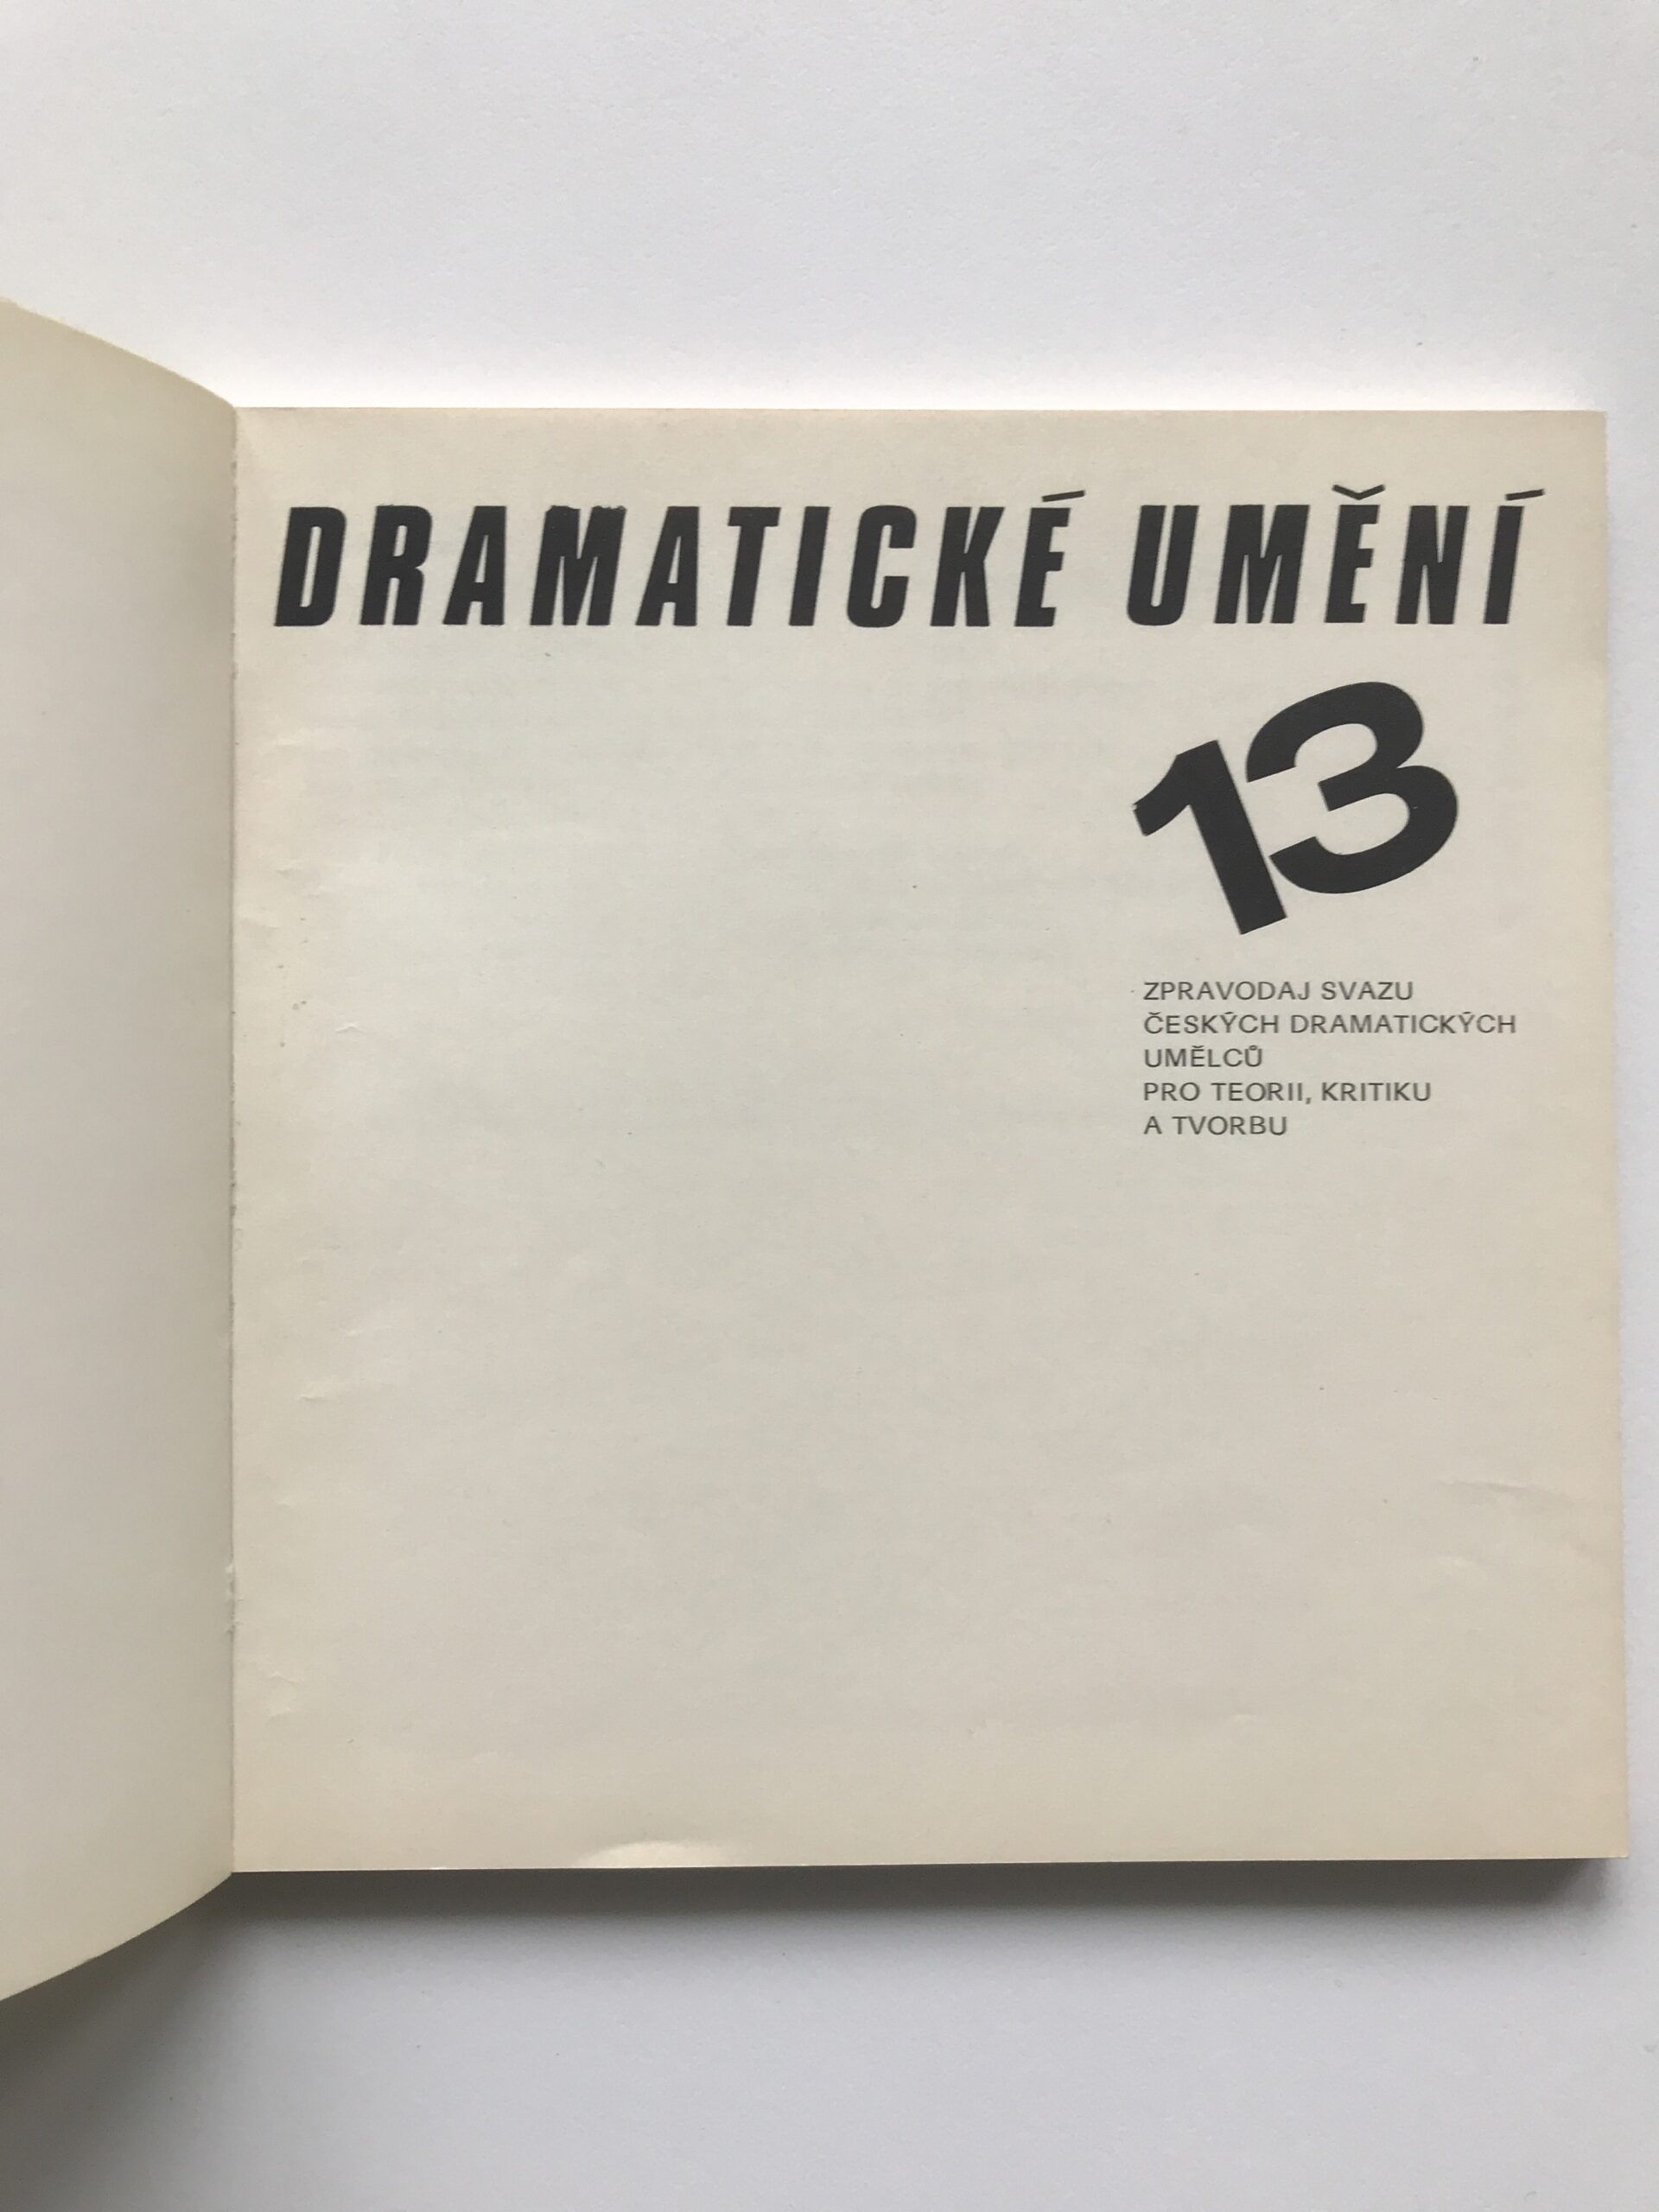 DRAMATICKÉ UMĚNÍ
13
ZPRAVODAJ SVAZU
ČESKÝCH DRAMATICKÝCH
UMĚLCŮ
PRO TEORII, KRITIKU
A TVORBU